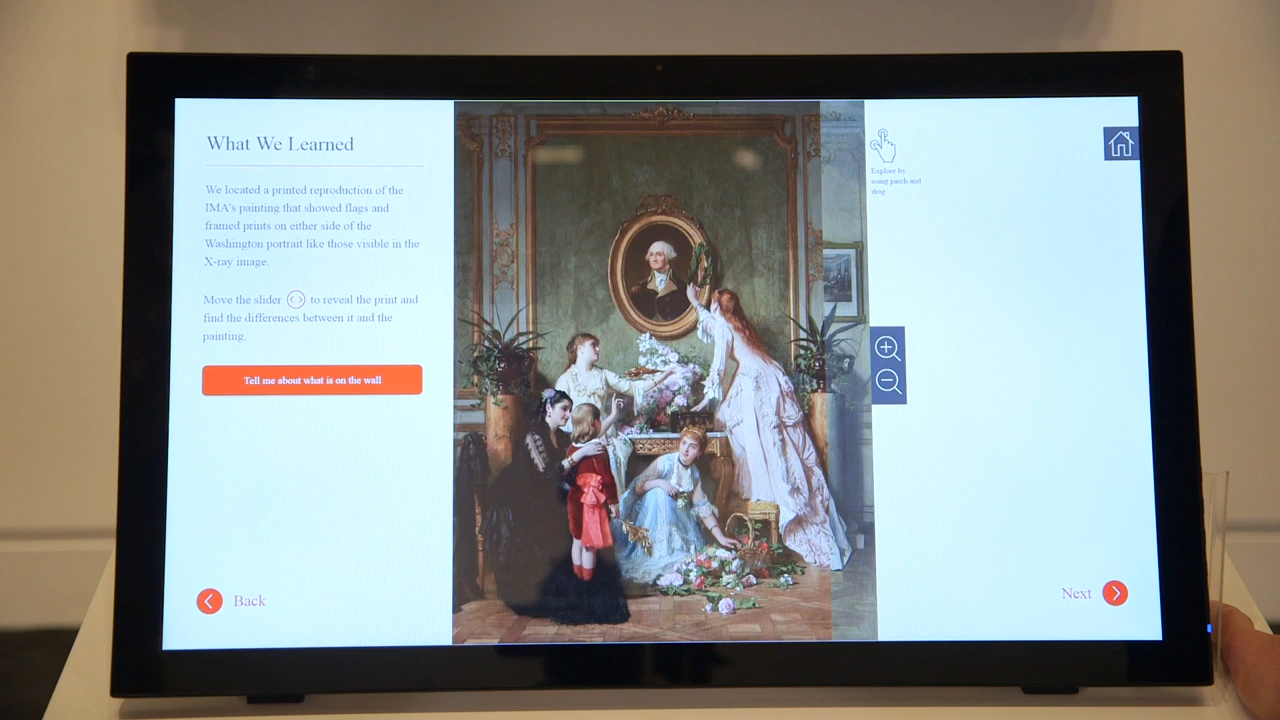 What We Learned
We located a printed reproduction of the
IMA's painting that showed flags and
framed prints on either side of the
Washington portrait like those visible in the
X-ray image.
Move the slider to reveal the print and
find the differences between it and the
painting.
Tell me about what is on the wall
Back
Explore by
using pinch and
drag
Next